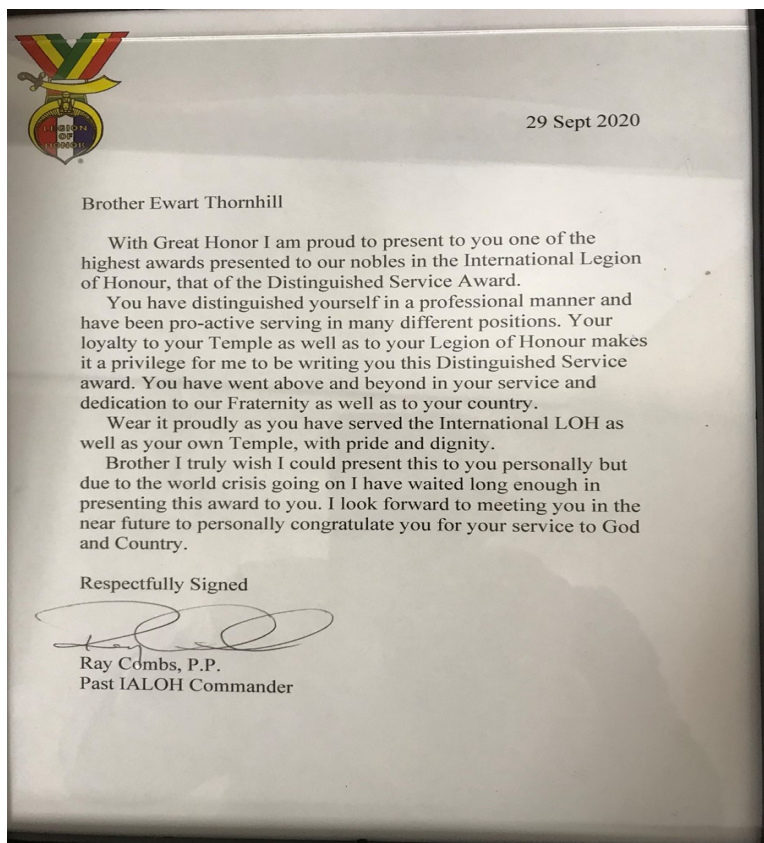 LEGION
OF
HONOR
29 Sept 2020
Brother Ewart Thornhill
With Great Honor I am proud to present to you one of the
highest awards presented to our nobles in the International Legion
of Honour, that of the Distinguished Service Award.
You have distinguished yourself in a professional manner and
have been pro-active serving in many different positions. Your
loyalty to your Temple as well as to your Legion of Honour makes
it a privilege for me to be writing you this Distinguished Service
award. You have went above and beyond in your service and
dedication to our Fraternity as well as to your country.
Wear it proudly as you have served the International LOH as
well as your own Temple, with pride and dignity.
Brother I truly wish I could present this to you personally but
due to the world crisis going on I have waited long enough in
presenting this award to you. I look forward to meeting you in the
near future to personally congratulate you for your service to God
and Country.
Respectfully Signed
Ray Combs, P.P.
Past IALOH Commander